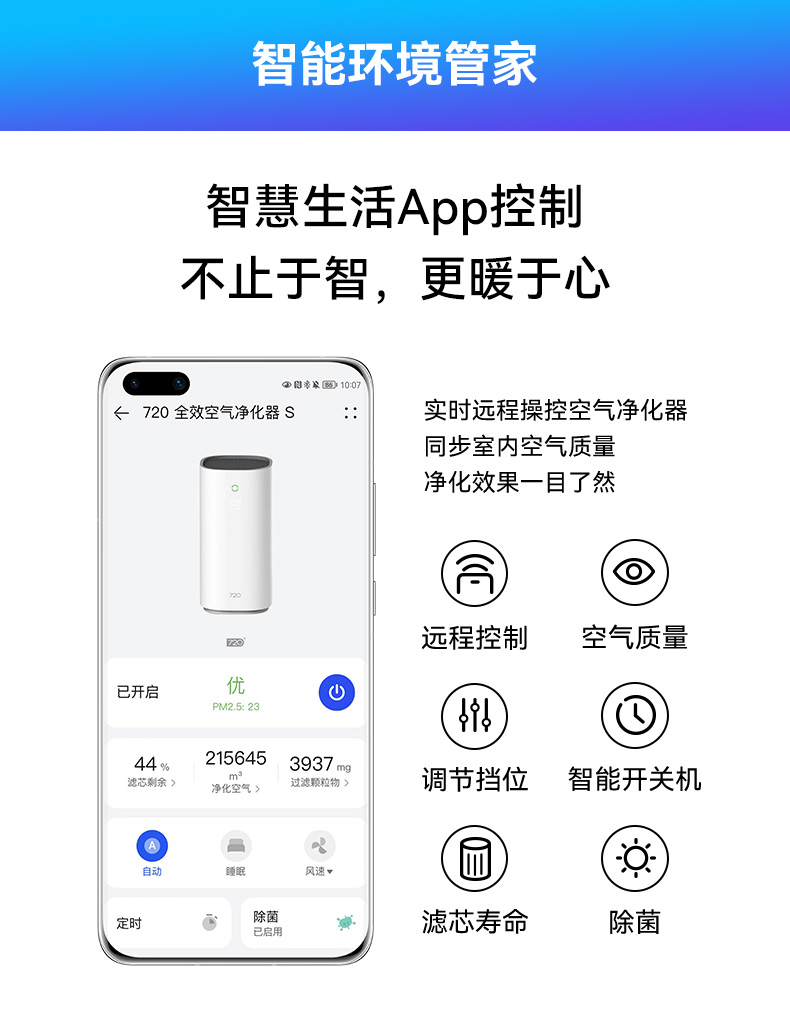 智能环境管家
智慧生活App控制
不止于智，更暖于心
86 10:07
720 全效空气净化器 S
720
720
已开启
优
PM2.5: 23
44 %
滤芯剩余
215645
m³
净化空气
3937 mg
过滤颗粒物
A
自动
睡眠
风速
定时
除菌
已启用
实时远程操控空气净化器
同步室内空气质量
净化效果一目了然
远程控制
空气质量
调节挡位
智能开关机
滤芯寿命
除菌